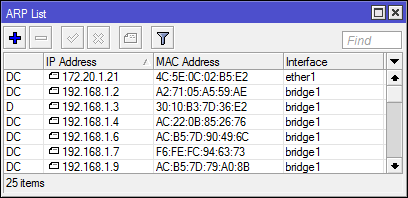 ARP List
Find
IP Address MAC Address Interface
DC 172.20.1.21 4C:5E:0C:02:B5:E2 ether1
DC 192.168.1.2 A2:71:05:A5:59:AE bridge1
D 192.168.1.3 30:10:B3:7D:36:E2 bridge1
DC 192.168.1.4 AC:22:0B:85:26:76 bridge1
DC 192.168.1.6 AC:B5:7D:90:49:6C bridge1
DC 192.168.1.7 F6:FE:FC:94:63:73 bridge1
DC 192.168.1.9 AC:B5:7D:79:A0:8B bridge1
25 items